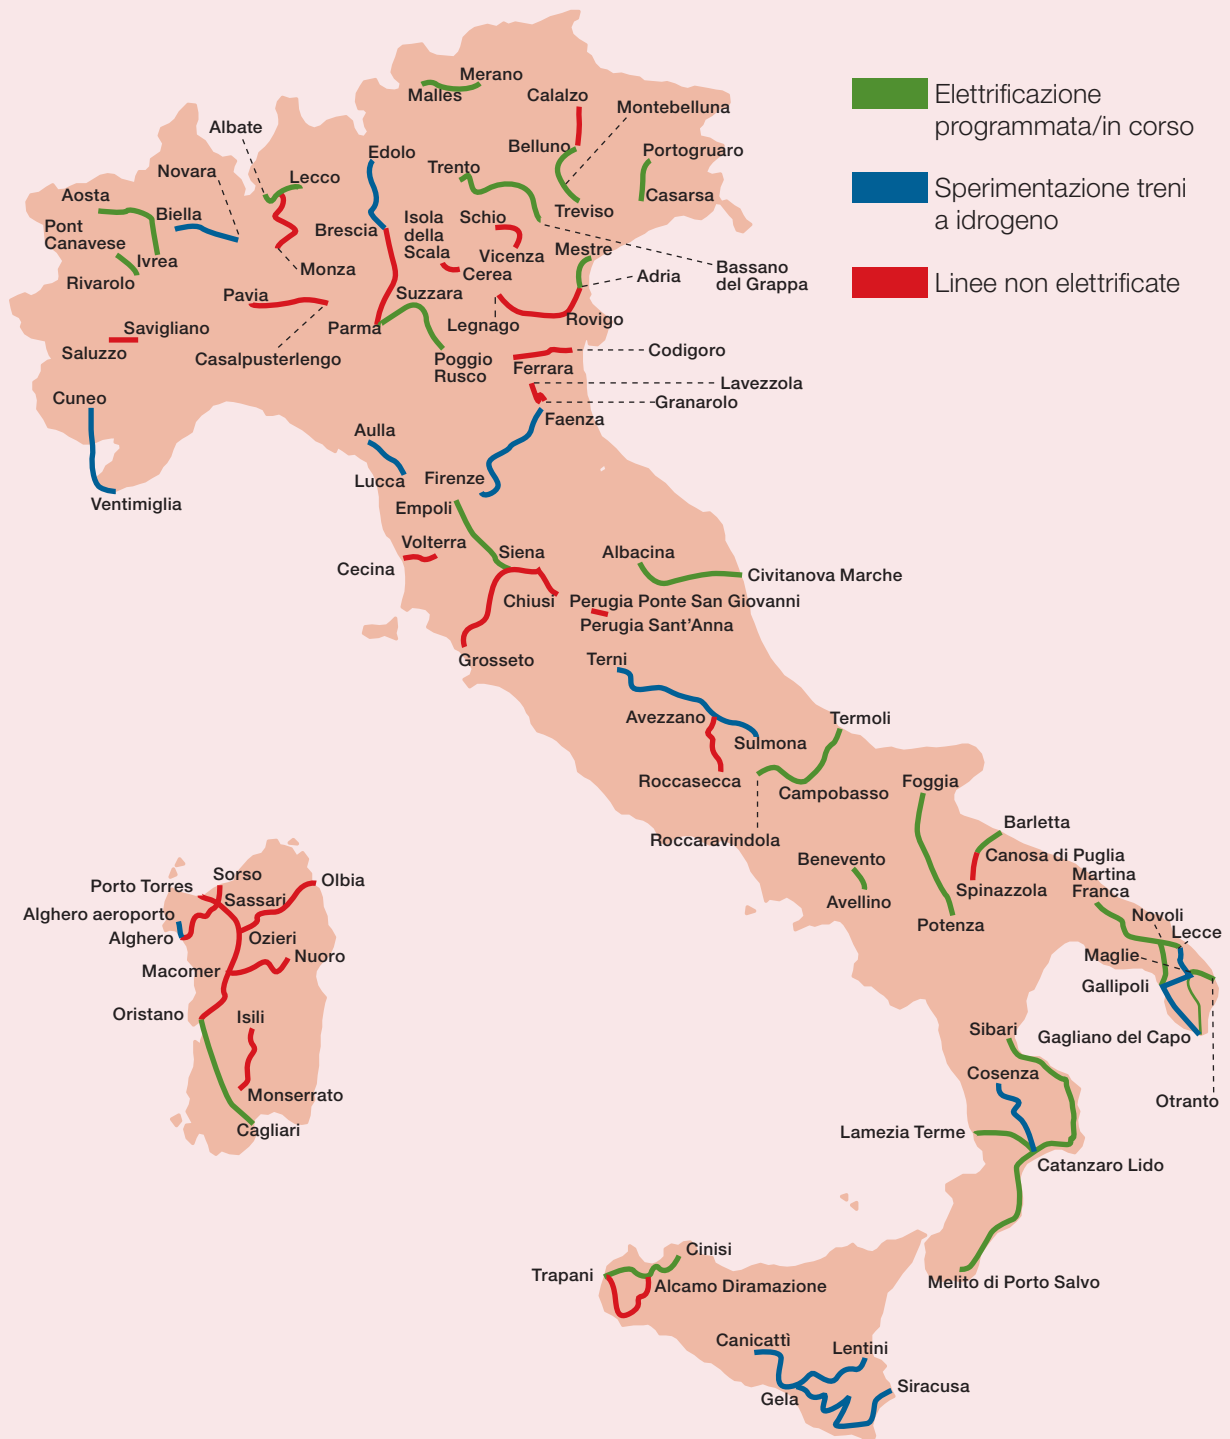 Elettrificazione
programmata/in corso
Sperimentazione treni
a idrogeno
Linee non elettrificate
Merano
Malles
Calalzo
Montebelluna
Albate
Belluno
Portogruaro
Edolo
Trento
Novara
Lecco
Aosta
Casarsa
Biella
Treviso
Isola
della
Scala
Schio
Pont
Canavese
Brescia
Vicenza
Mestre
Ivrea
Monza
Cerea
Adria
Bassano
del Grappa
Rivarolo
Pavia
Suzzara
Savigliano
Parma
Legnago
Rovigo
Saluzzo
Casalpusterlengo
Poggio
Rusco
Ferrara
Codigoro
Lavezzola
Cuneo
Granarolo
Faenza
Aulla
Lucca
Firenze
Ventimiglia
Empoli
Volterra
Siena
Albacina
Cecina
Civitanova Marche
Chiusi
Perugia Ponte San Giovanni
Perugia Sant'Anna
Grosseto
Terni
Avezzano
Termoli
Sulmona
Roccasecca
Campobasso
Foggia
Barletta
Roccaravindola
Benevento
Canosa di Puglia
Martina
Franca
Spinazzola
Avellino
Potenza
Novoli
Lecce
Maglie
Gallipoli
Gagliano del Capo
Otranto
Porto Torres
Sorso
Sassari
Olbia
Alghero aeroporto
Alghero
Ozieri
Nuoro
Macomer
Oristano
Isili
Monserrato
Cagliari
Sibari
Cosenza
Lamezia Terme
Catanzaro Lido
Melito di Porto Salvo
Cinisi
Trapani
Alcamo Diramazione
Canicattì
Lentini
Gela
Siracusa